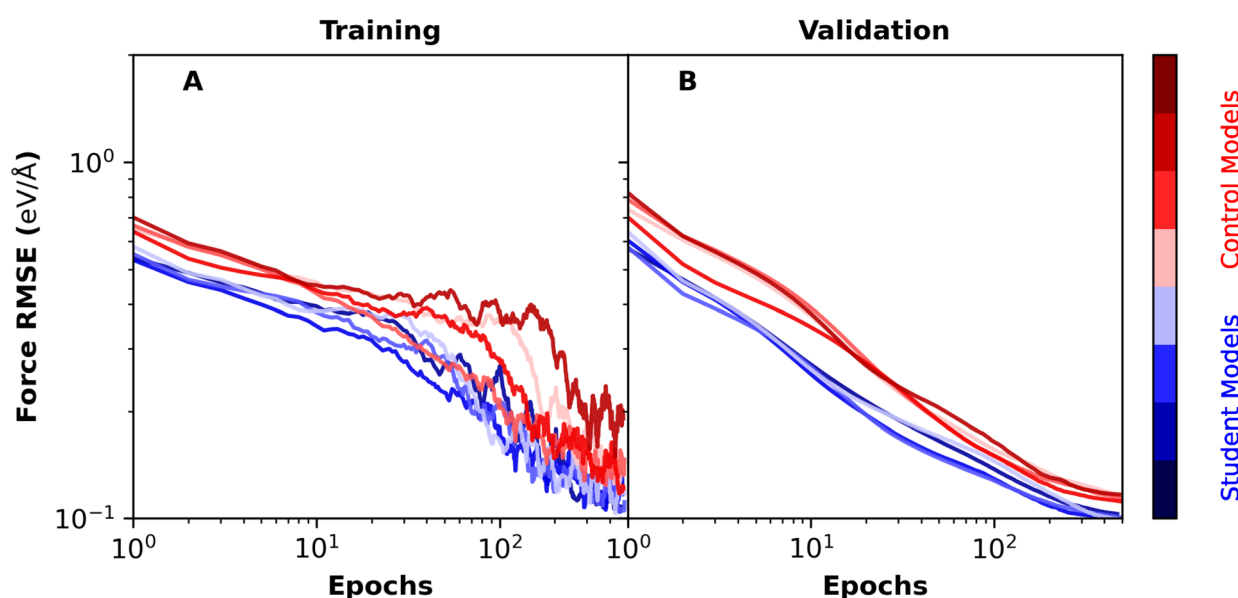 Training
Validation
A
B
Force RMSE (eV/Å)
10⁰
10⁻¹
10⁰
10¹
10²
10⁰
10¹
10²
Epochs
Epochs
Control Models
Student Models